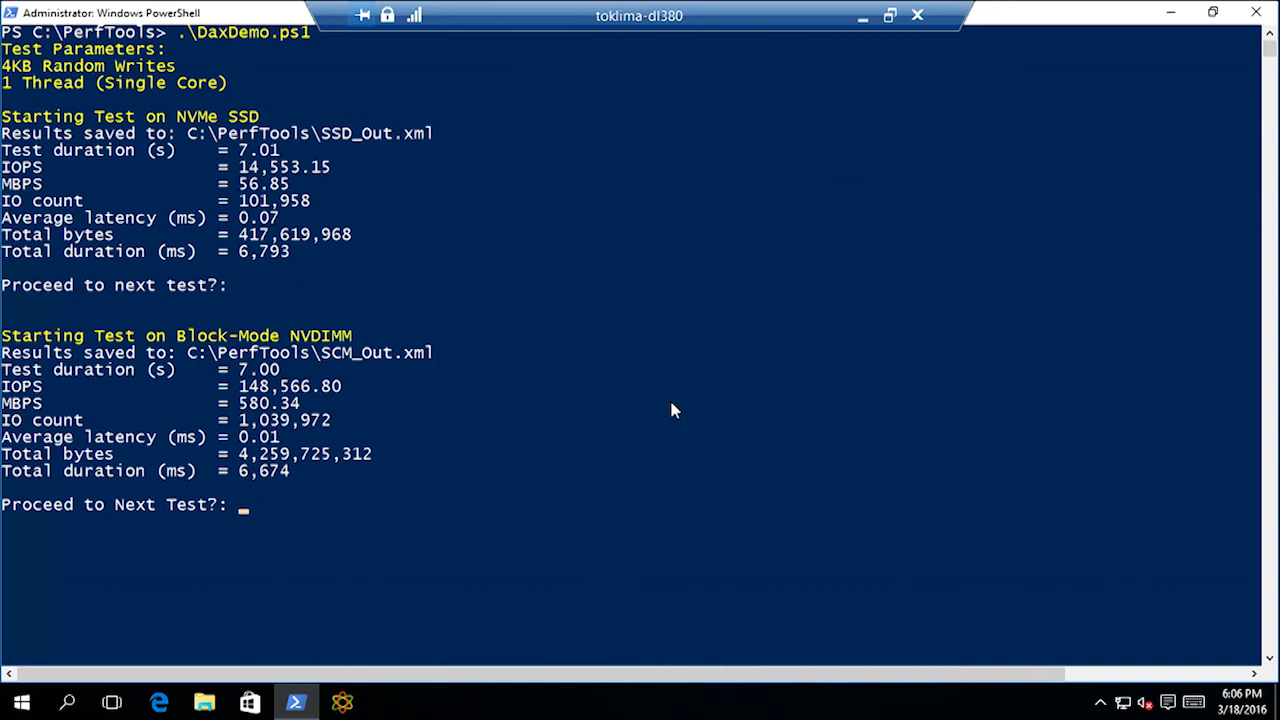 Administrator: Windows PowerShell
toklima-dl380
PS C:\PerfTools> .\DaxDemo.ps1
Test Parameters:
4KB Random Writes
1 Thread (Single Core)
Starting Test on NVMe SSD
Results saved to: C:\PerfTools\SSD_Out.xml
Test duration (s) = 7.01
IOPS = 14,553.15
MBPS = 56.85
IO count = 101,958
Average latency (ms) = 0.07
Total bytes = 417,619,968
Total duration (ms) = 6,793
Proceed to next test?:
Starting Test on Block-Mode NVDIMM
Results saved to: C:\PerfTools\SCM_Out.xml
Test duration (s) = 7.00
IOPS = 148,566.80
MBPS = 580.34
IO count = 1,039,972
Average latency (ms) = 0.01
Total bytes = 4,259,725,312
Total duration (ms) = 6,674
Proceed to Next Test?: _
6:06 PM
3/18/2016